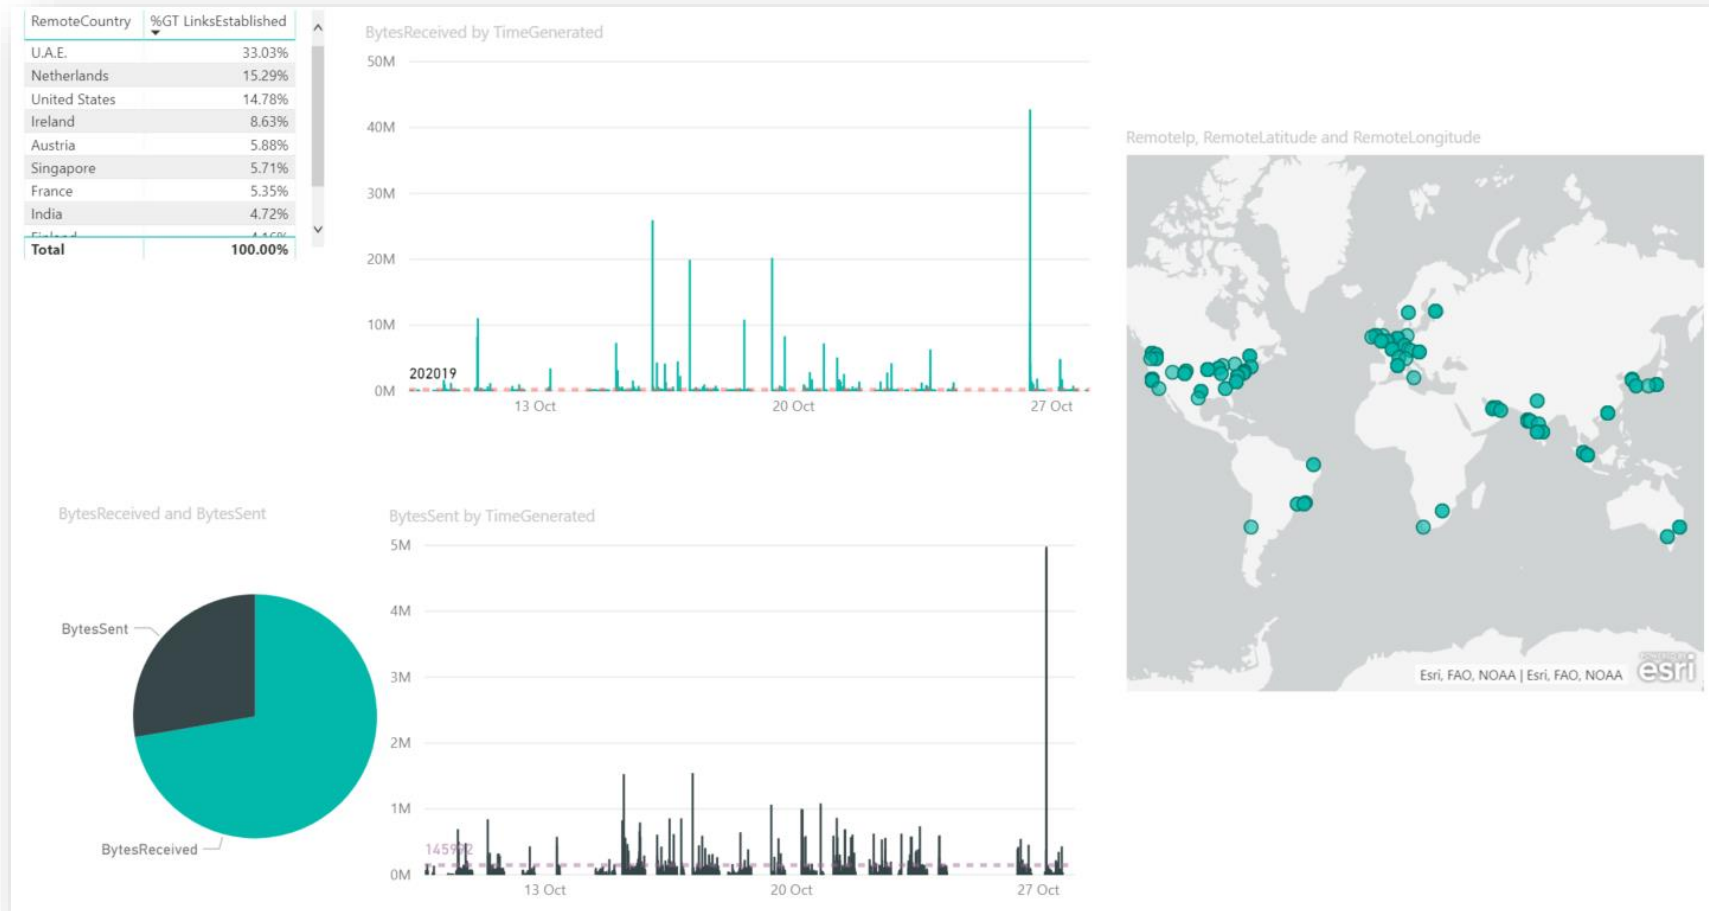 RemoteCountry %GT LinksEstablished
U.A.E. 33.03%
Netherlands 15.29%
United States 14.78%
Ireland 8.63%
Austria 5.88%
Singapore 5.71%
France 5.35%
India 4.72%
Total 100.00%
BytesReceived by TimeGenerated
50M
40M
30M
20M
10M
202019
0M
13 Oct 20 Oct 27 Oct
RemoteIp, RemoteLatitude and RemoteLongitude
Esri, FAO, NOAA | Esri, FAO, NOAA
POWERED BY
esri
BytesReceived and BytesSent
BytesSent
BytesReceived
BytesSent by TimeGenerated
5M
4M
3M
2M
1M
145992
0M
13 Oct 20 Oct 27 Oct